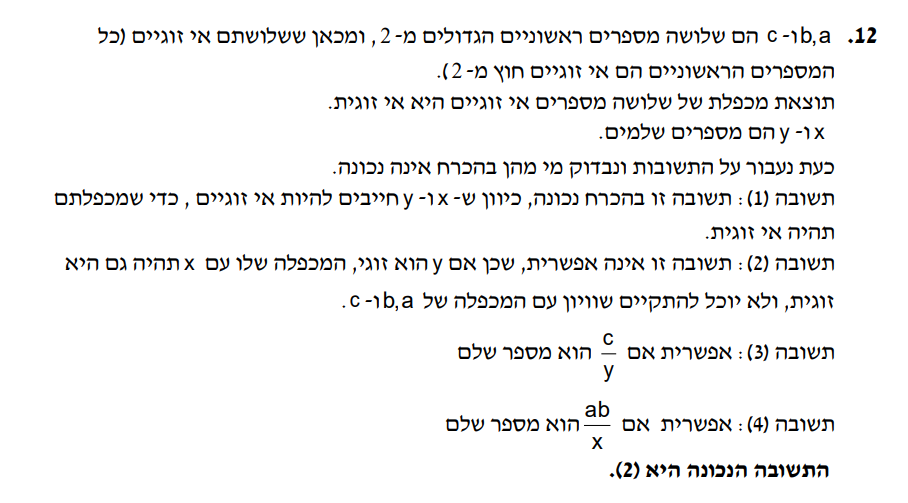 12. b,a ו- c הם שלושה מספרים ראשוניים הגדולים מ- 2, ומכאן ששלושתם אי זוגיים (כל
המספרים הראשוניים הם אי זוגיים חוץ מ- 2).
תוצאת מכפלת של שלושה מספרים אי זוגיים היא אי זוגית.
x ו- y הם מספרים שלמים.
כעת נעבור על התשובות ונבדוק מי מהן בהכרח אינה נכונה.
תשובה (1): תשובה זו בהכרח נכונה, כיוון ש- x ו- y חייבים להיות אי זוגיים , כדי שמכפלתם
תהיה אי זוגית.
תשובה (2): תשובה זו אינה אפשרית, שכן אם y הוא זוגי, המכפלה שלו עם x תהיה גם היא
זוגית, ולא יוכל להתקיים שוויון עם המכפלה של b,a ו- c.
תשובה (3): אפשרית אם c/y הוא מספר שלם
תשובה (4): אפשרית אם ab/x הוא מספר שלם
התשובה הנכונה היא (2).